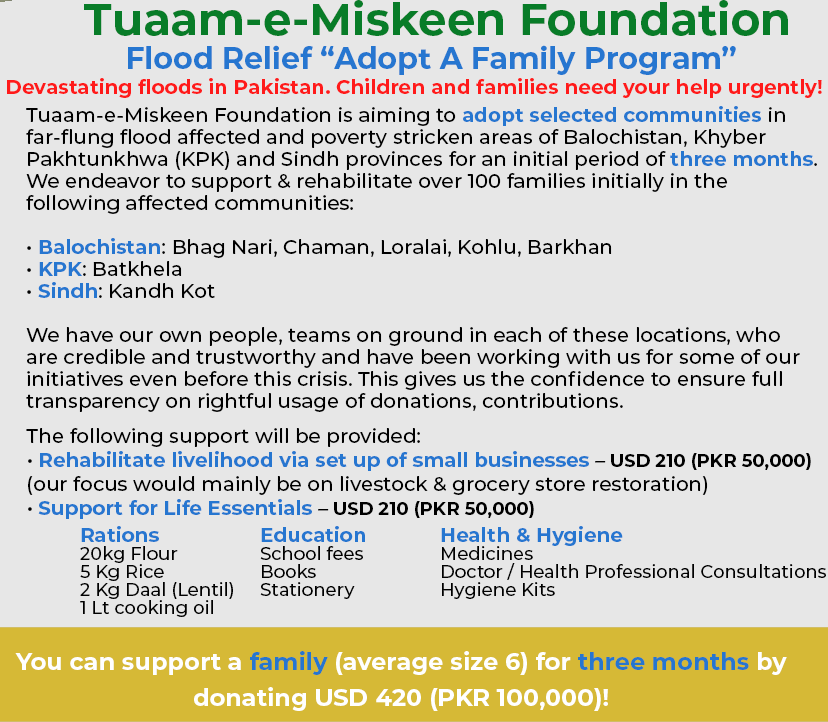 Tuaam-e-Miskeen Foundation
Flood Relief “Adopt A Family Program”
Devastating floods in Pakistan. Children and families need your help urgently!
Tuaam-e-Miskeen Foundation is aiming to adopt selected communities in
far-flung flood affected and poverty stricken areas of Balochistan, Khyber
Pakhtunkhwa (KPK) and Sindh provinces for an initial period of three months.
We endeavor to support & rehabilitate over 100 families initially in the
following affected communities:
• Balochistan: Bhag Nari, Chaman, Loralai, Kohlu, Barkhan
• KPK: Batkhela
• Sindh: Kandh Kot
We have our own people, teams on ground in each of these locations, who
are credible and trustworthy and have been working with us for some of our
initiatives even before this crisis. This gives us the confidence to ensure full
transparency on rightful usage of donations, contributions.
The following support will be provided:
• Rehabilitate livelihood via set up of small businesses – USD 210 (PKR 50,000)
(our focus would mainly be on livestock & grocery store restoration)
• Support for Life Essentials – USD 210 (PKR 50,000)
Rations
20kg Flour
5 Kg Rice
2 Kg Daal (Lentil)
1 Lt cooking oil
Education
School fees
Books
Stationery
Health & Hygiene
Medicines
Doctor / Health Professional Consultations
Hygiene Kits
You can support a family (average size 6) for three months by
donating USD 420 (PKR 100,000)!